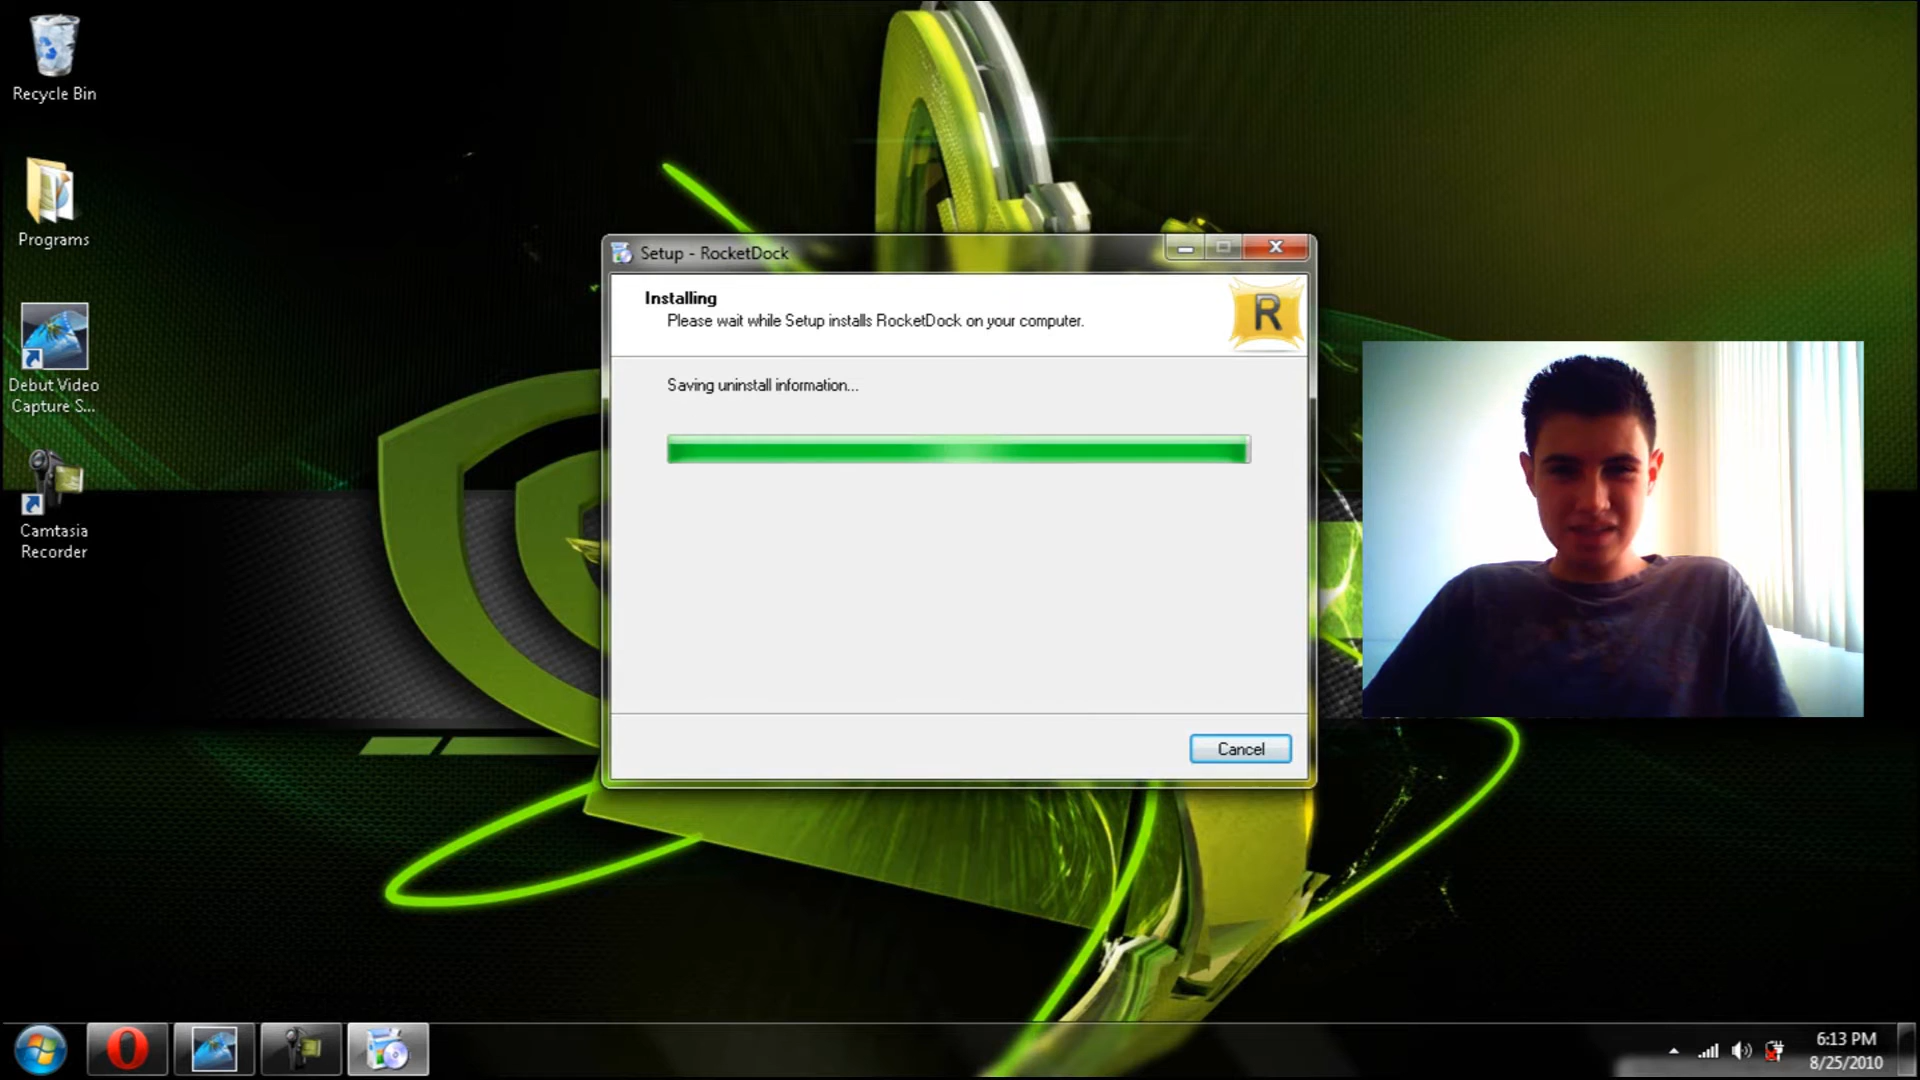 Recycle Bin
Programs
Debut Video
Capture S...
Camtasia
Recorder
Setup - RocketDock
Installing
Please wait while Setup installs RocketDock on your computer.
R
Saving uninstall information...
Cancel
6:13 PM
8/25/2010